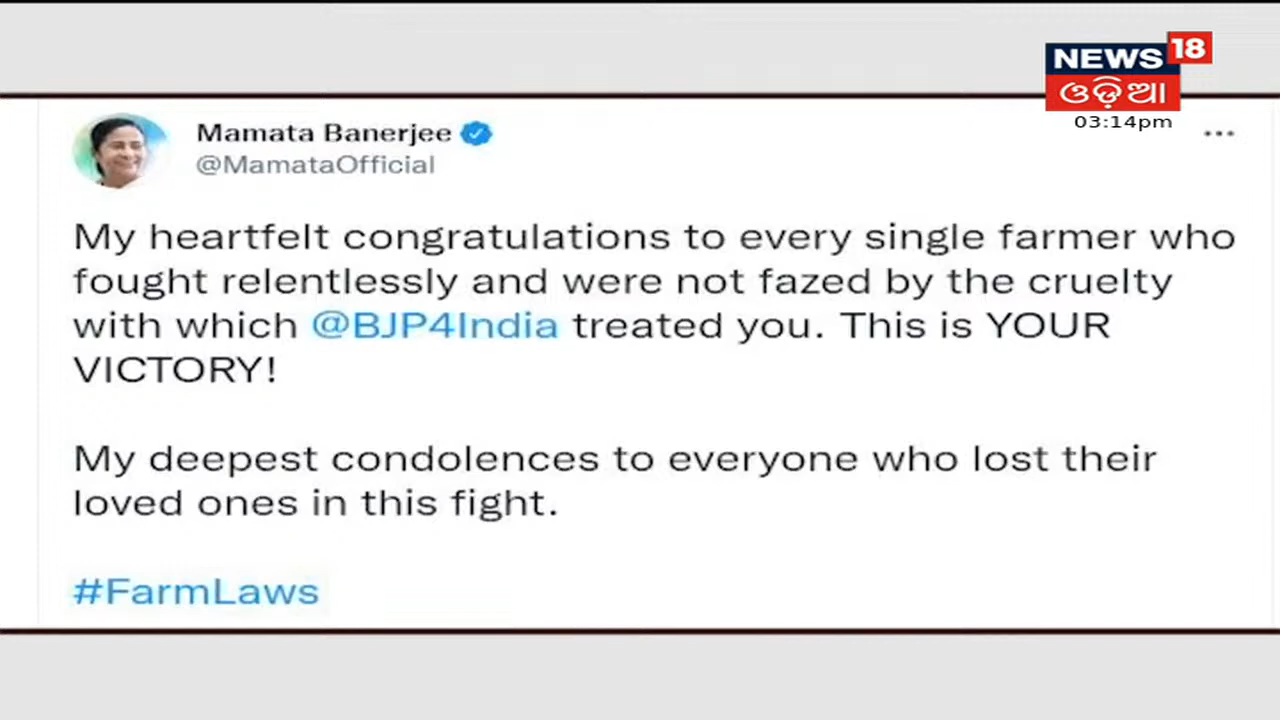 NEWS 18
ଓଡ଼ିଆ
03:14pm
Mamata Banerjee
@MamataOfficial
My heartfelt congratulations to every single farmer who
fought relentlessly and were not fazed by the cruelty
with which @BJP4India treated you. This is YOUR
VICTORY!
My deepest condolences to everyone who lost their
loved ones in this fight.
#FarmLaws